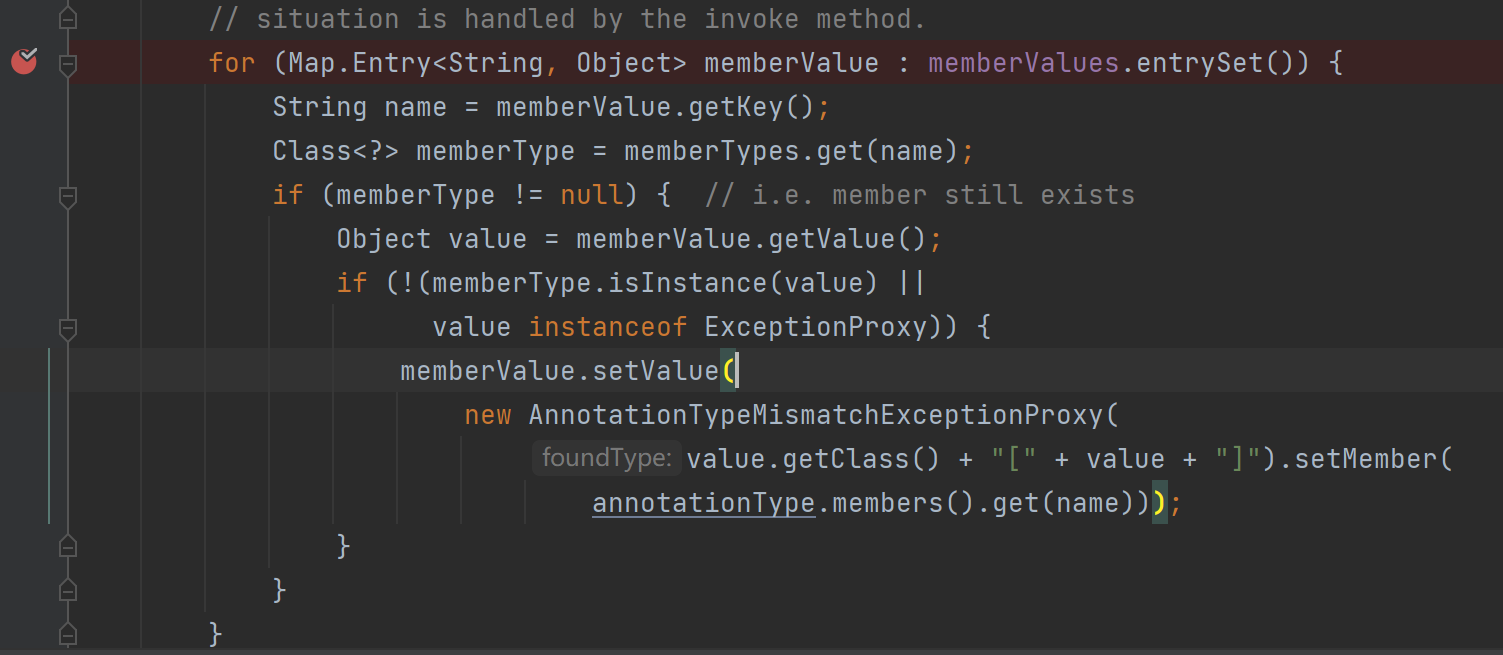 // situation is handled by the invoke method.
for (Map.Entry<String, Object> memberValue : memberValues.entrySet()) {
String name = memberValue.getKey();
Class<?> memberType = memberTypes.get(name);
if (memberType != null) {  // i.e. member still exists
Object value = memberValue.getValue();
if (!(memberType.isInstance(value) ||
value instanceof ExceptionProxy)) {
memberValue.setValue(
new AnnotationTypeMismatchExceptionProxy(
foundType: value.getClass() + "[" + value + "]").setMember(
annotationType.members().get(name)));
}
}
}